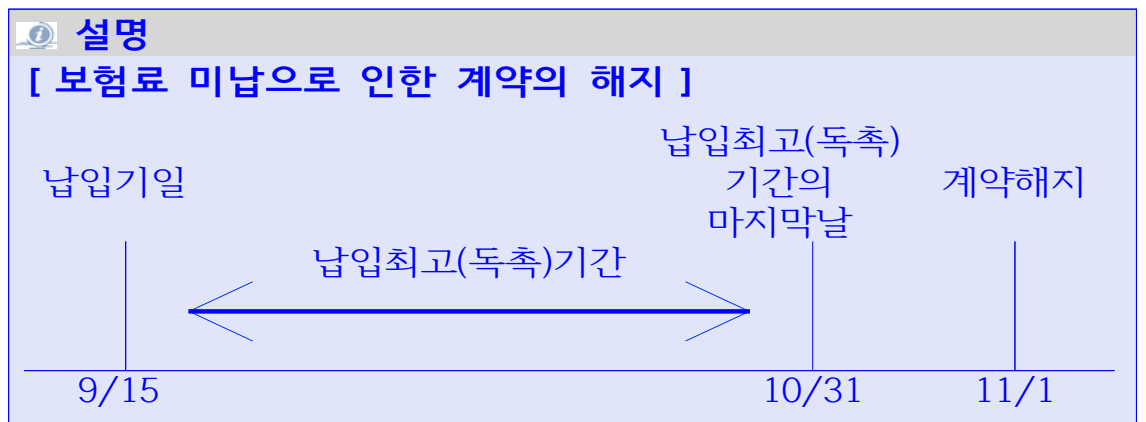 설명
[ 보험료 미납으로 인한 계약의 해지 ]
납입기일
납입최고(독촉)
기간의
마지막날
계약해지
납입최고(독촉)기간
9/15
10/31
11/1